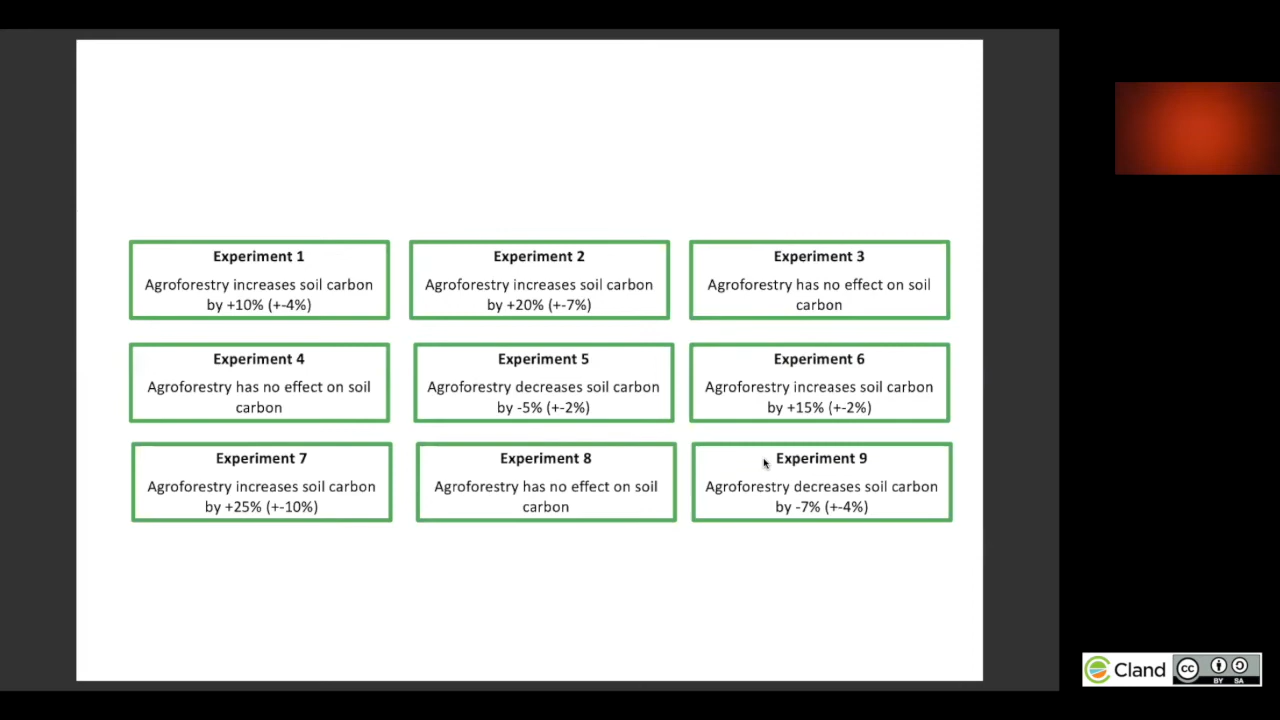 Experiment 1
Agroforestry increases soil carbon
by +10% (+-4%)
Experiment 2
Agroforestry increases soil carbon
by +20% (+-7%)
Experiment 3
Agroforestry has no effect on soil
carbon
Experiment 4
Agroforestry has no effect on soil
carbon
Experiment 5
Agroforestry decreases soil carbon
by -5% (+-2%)
Experiment 6
Agroforestry increases soil carbon
by +15% (+-2%)
Experiment 7
Agroforestry increases soil carbon
by +25% (+-10%)
Experiment 8
Agroforestry has no effect on soil
carbon
Experiment 9
Agroforestry decreases soil carbon
by -7% (+-4%)
Cland
cc
BY SA